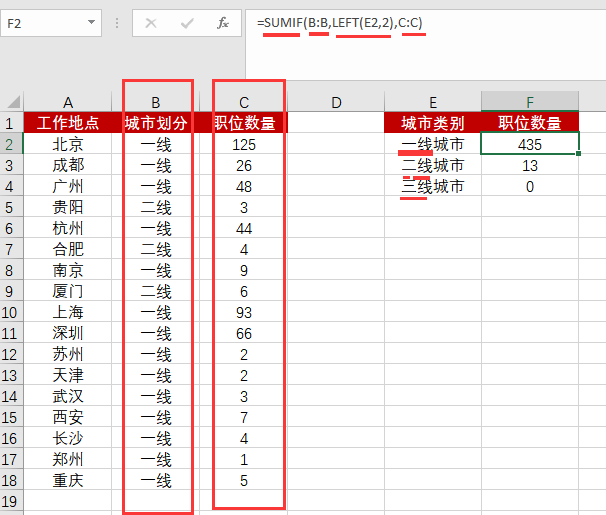 F2 fx =SUMIF(B:B,LEFT(E2,2),C:C)
A B C D E F
1 工作地点 城市划分 职位数量 城市类别 职位数量
2 北京 一线 125 一线城市 435
3 成都 一线 26 二线城市 13
4 广州 一线 48 三线城市 0
5 贵阳 二线 3
6 杭州 一线 44
7 合肥 二线 4
8 南京 一线 9
9 厦门 二线 6
10 上海 一线 93
11 深圳 一线 66
12 苏州 一线 2
13 天津 一线 2
14 武汉 一线 3
15 西安 一线 7
16 长沙 一线 4
17 郑州 一线 1
18 重庆 一线 5
19